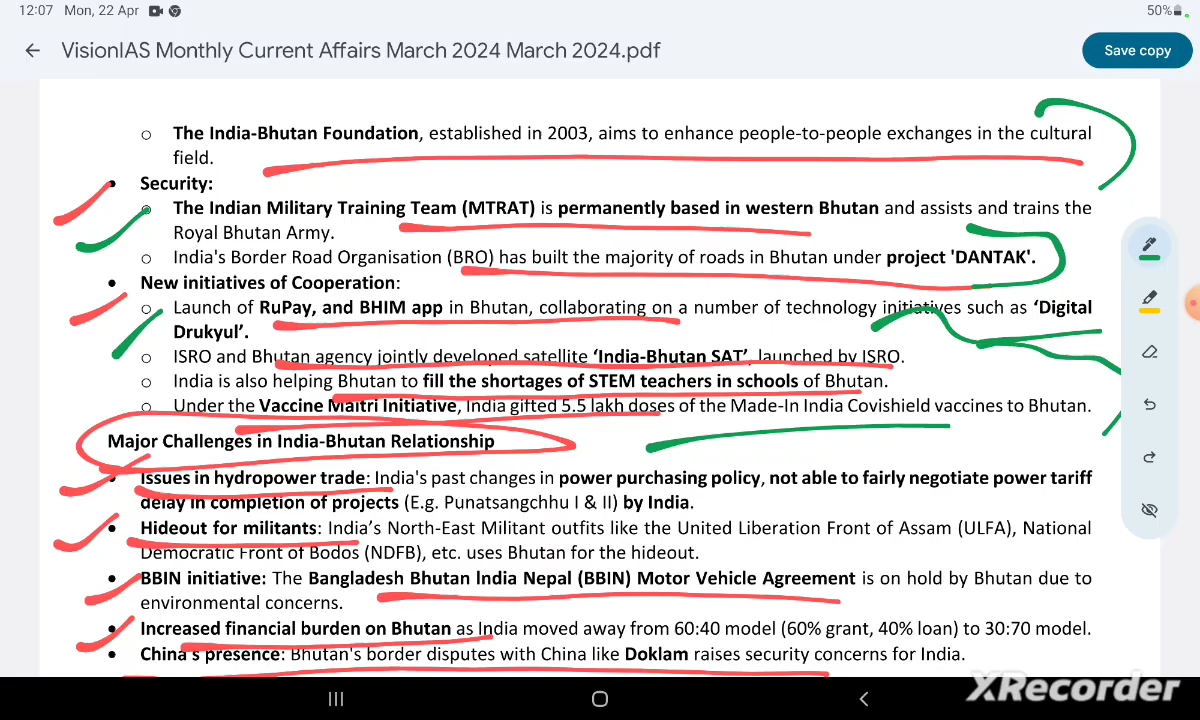 12:07 Mon, 22 Apr 50%
VisionIAS Monthly Current Affairs March 2024 March 2024.pdf
Save copy
o The India-Bhutan Foundation, established in 2003, aims to enhance people-to-people exchanges in the cultural
field.
• Security:
o The Indian Military Training Team (MTRAT) is permanently based in western Bhutan and assists and trains the
Royal Bhutan Army.
o India's Border Road Organisation (BRO) has built the majority of roads in Bhutan under project 'DANTAK'.
• New initiatives of Cooperation:
o Launch of RuPay, and BHIM app in Bhutan, collaborating on a number of technology initiatives such as ‘Digital
Drukyul’.
o ISRO and Bhutan agency jointly developed satellite ‘India-Bhutan SAT’, launched by ISRO.
o India is also helping Bhutan to fill the shortages of STEM teachers in schools of Bhutan.
o Under the Vaccine Maitri Initiative, India gifted 5.5 lakh doses of the Made-In India Covishield vaccines to Bhutan.
Major Challenges in India-Bhutan Relationship
• Issues in hydropower trade: India's past changes in power purchasing policy, not able to fairly negotiate power tariff
delay in completion of projects (E.g. Punatsangchhu I & II) by India.
• Hideout for militants: India’s North-East Militant outfits like the United Liberation Front of Assam (ULFA), National
Democratic Front of Bodos (NDFB), etc. uses Bhutan for the hideout.
• BBIN initiative: The Bangladesh Bhutan India Nepal (BBIN) Motor Vehicle Agreement is on hold by Bhutan due to
environmental concerns.
• Increased financial burden on Bhutan as India moved away from 60:40 model (60% grant, 40% loan) to 30:70 model.
• China's presence: Bhutan's border disputes with China like Doklam raises security concerns for India.
XRecorder